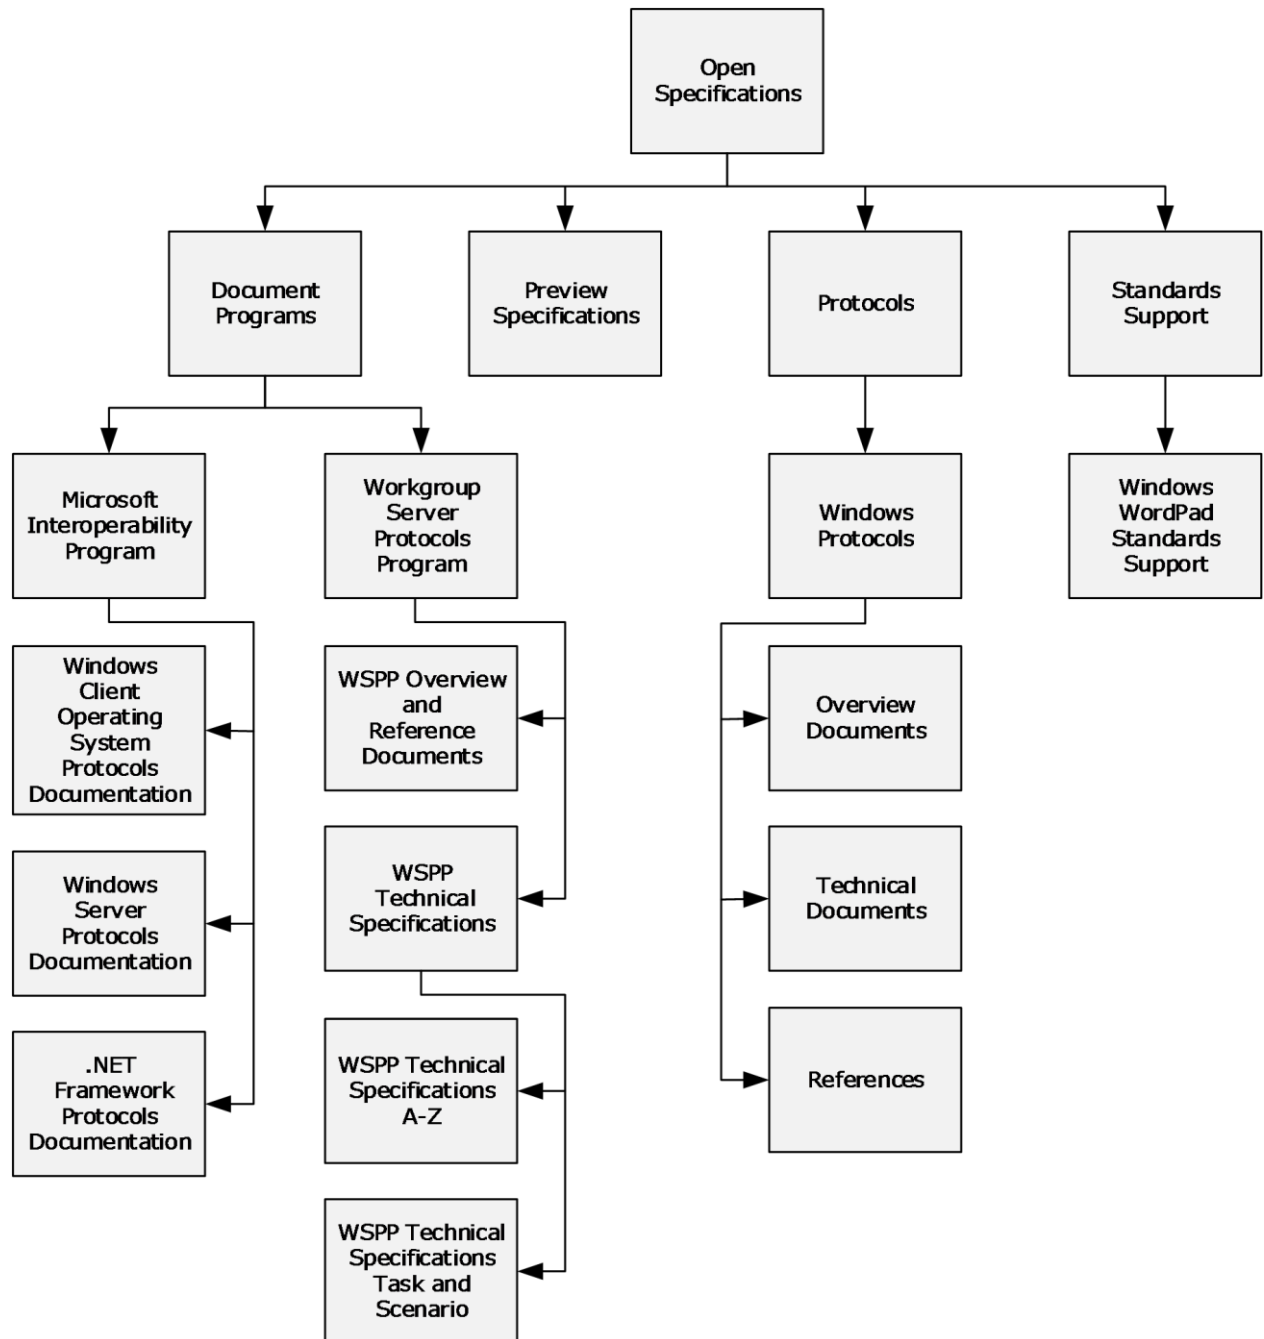 Open
Specifications
Document
Programs
Preview
Specifications
Protocols
Standards
Support
Microsoft
Interoperability
Program
Workgroup
Server
Protocols
Program
Windows
Protocols
Windows
WordPad
Standards
Support
Windows
Client
Operating
System
Protocols
Documentation
WSPP Overview
and
Reference
Documents
Overview
Documents
Windows
Server
Protocols
Documentation
WSPP
Technical
Specifications
Technical
Documents
.NET
Framework
Protocols
Documentation
WSPP Technical
Specifications
A-Z
References
WSPP Technical
Specifications
Task and
Scenario